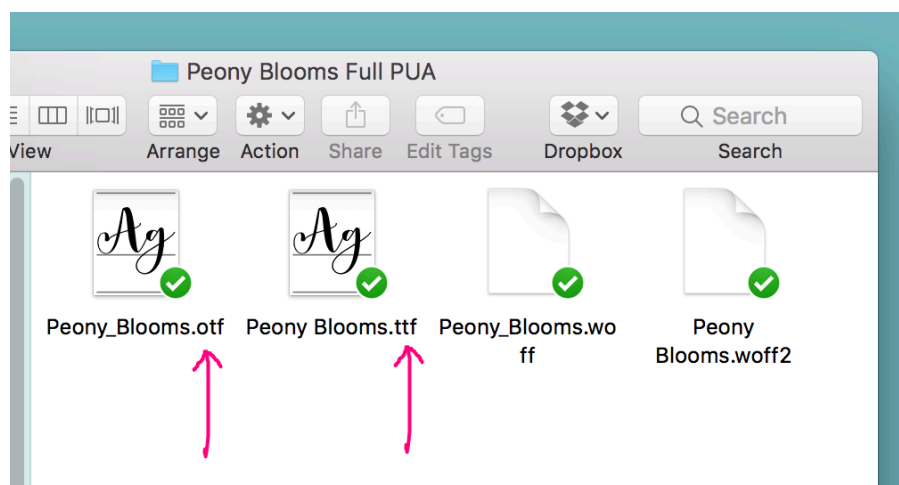 Peony Blooms Full PUA
Search
View Arrange Action Share Edit Tags Dropbox Search
Ag Ag
Peony_Blooms.otf Peony Blooms.ttf Peony_Blooms.wo Peony
ff Blooms.woff2